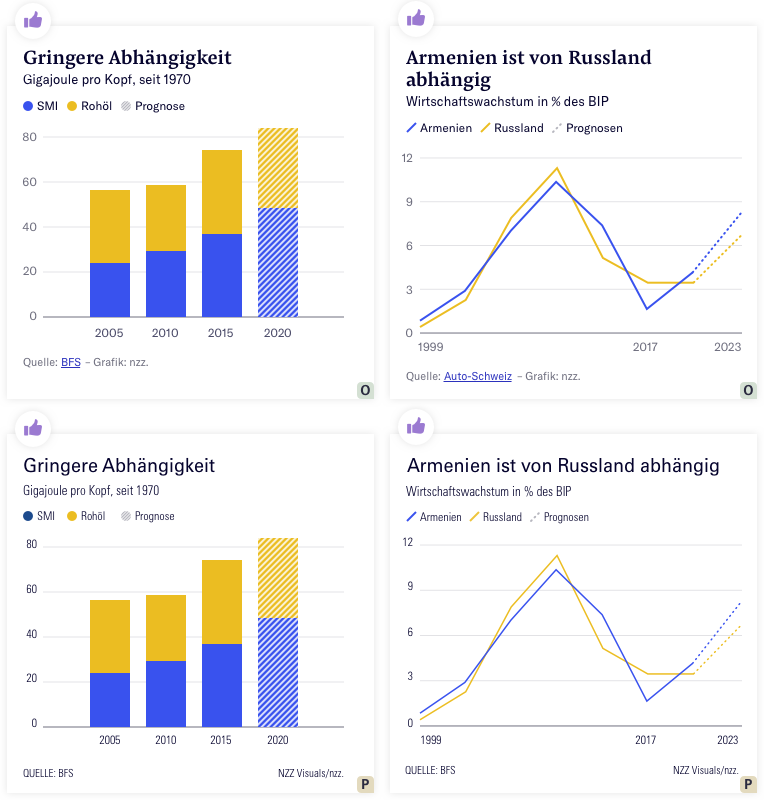 Gringere Abhängigkeit
Gigajoule pro Kopf, seit 1970
SMI Rohöl Prognose
80
60
40
20
0
2005 2010 2015 2020
Quelle: BFS – Grafik: nzz.
O
Armenien ist von Russland
abhängig
Wirtschaftswachstum in % des BIP
Armenien Russland Prognosen
12
9
6
3
0
1999 2017 2023
Quelle: Auto-Schweiz – Grafik: nzz.
O
Gringere Abhängigkeit
Gigajoule pro Kopf, seit 1970
SMI Rohöl Prognose
80
60
40
20
0
2005 2010 2015 2020
QUELLE: BFS NZZ Visuals/nzz.
P
Armenien ist von Russland abhängig
Wirtschaftswachstum in % des BIP
Armenien Russland Prognosen
12
9
6
3
0
1999 2017 2023
QUELLE: BFS NZZ Visuals/nzz.
P